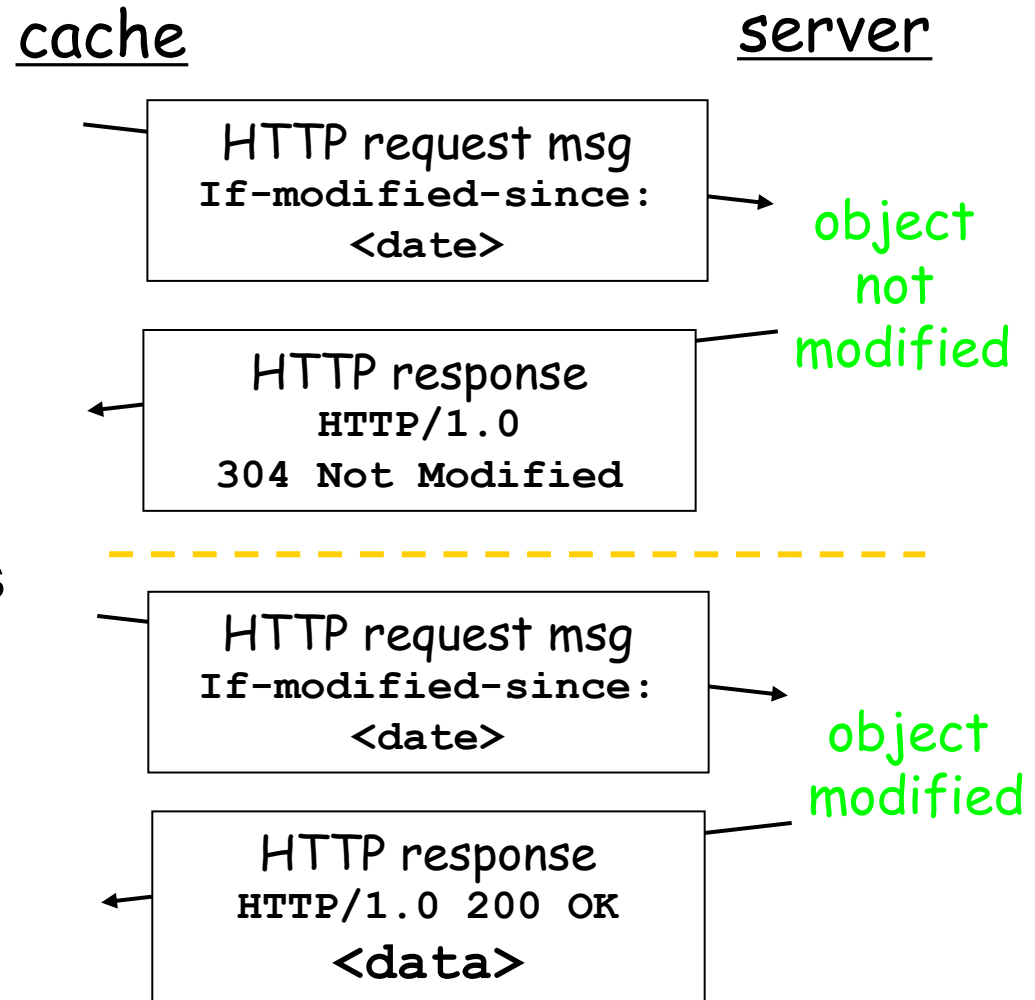 cache
server
HTTP request msg
If-modified-since:
<date>
object
not
modified
HTTP response
HTTP/1.0
304 Not Modified
s
HTTP request msg
If-modified-since:
<date>
object
modified
HTTP response
HTTP/1.0 200 OK
<data>